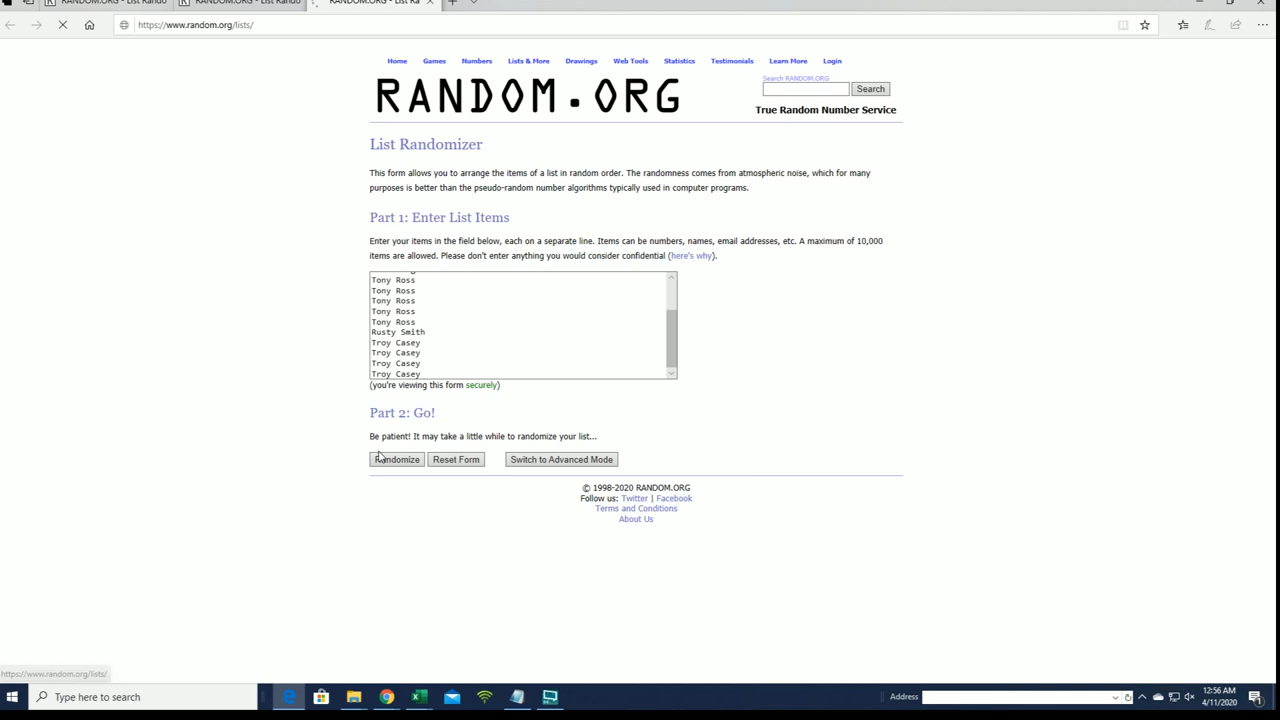 RANDOM.ORG - List Rando
RANDOM.ORG - List Rando
RANDOM.ORG - List Ra
https://www.random.org/lists/
Home Games Numbers Lists & More Drawings Web Tools Statistics Testimonials Learn More Login
RANDOM.ORG
Search RANDOM.ORG
Search
True Random Number Service
List Randomizer
This form allows you to arrange the items of a list in random order. The randomness comes from atmospheric noise, which for many
purposes is better than the pseudo-random number algorithms typically used in computer programs.
Part 1: Enter List Items
Enter your items in the field below, each on a separate line. Items can be numbers, names, email addresses, etc. A maximum of 10,000
items are allowed. Please don't enter anything you would consider confidential (here's why).
Tony Ross
Tony Ross
Tony Ross
Tony Ross
Tony Ross
Rusty Smith
Troy Casey
Troy Casey
Troy Casey
Troy Casey
(you're viewing this form securely)
Part 2: Go!
Be patient! It may take a little while to randomize your list...
Randomize Reset Form Switch to Advanced Mode
© 1998-2020 RANDOM.ORG
Follow us: Twitter | Facebook
Terms and Conditions
About Us
https://www.random.org/lists/
Type here to search
Address
12:56 AM
4/11/2020